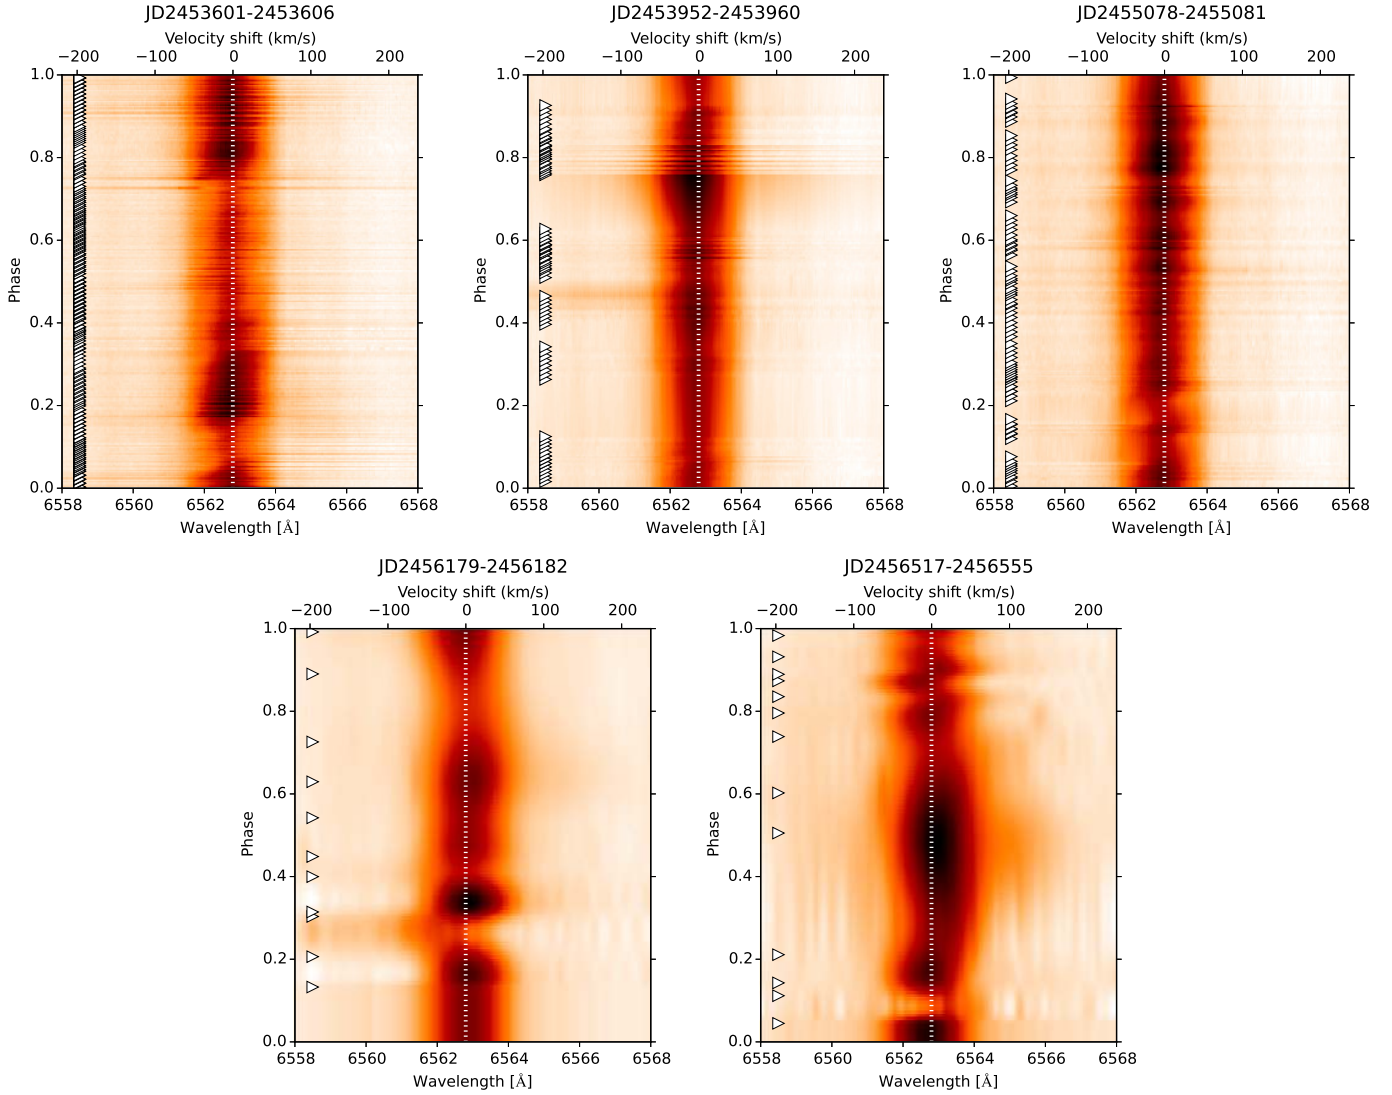 JD2453601-2453606
Velocity shift (km/s)
−200 −100 0 100 200
1.0
0.8
0.6
0.4
0.2
0.0
Phase
6558 6560 6562 6564 6566 6568
Wavelength [Å]
JD2453952-2453960
Velocity shift (km/s)
−200 −100 0 100 200
1.0
0.8
0.6
0.4
0.2
0.0
Phase
6558 6560 6562 6564 6566 6568
Wavelength [Å]
JD2455078-2455081
Velocity shift (km/s)
−200 −100 0 100 200
1.0
0.8
0.6
0.4
0.2
0.0
Phase
6558 6560 6562 6564 6566 6568
Wavelength [Å]
JD2456179-2456182
Velocity shift (km/s)
−200 −100 0 100 200
1.0
0.8
0.6
0.4
0.2
0.0
Phase
6558 6560 6562 6564 6566 6568
Wavelength [Å]
JD2456517-2456555
Velocity shift (km/s)
−200 −100 0 100 200
1.0
0.8
0.6
0.4
0.2
0.0
Phase
6558 6560 6562 6564 6566 6568
Wavelength [Å]